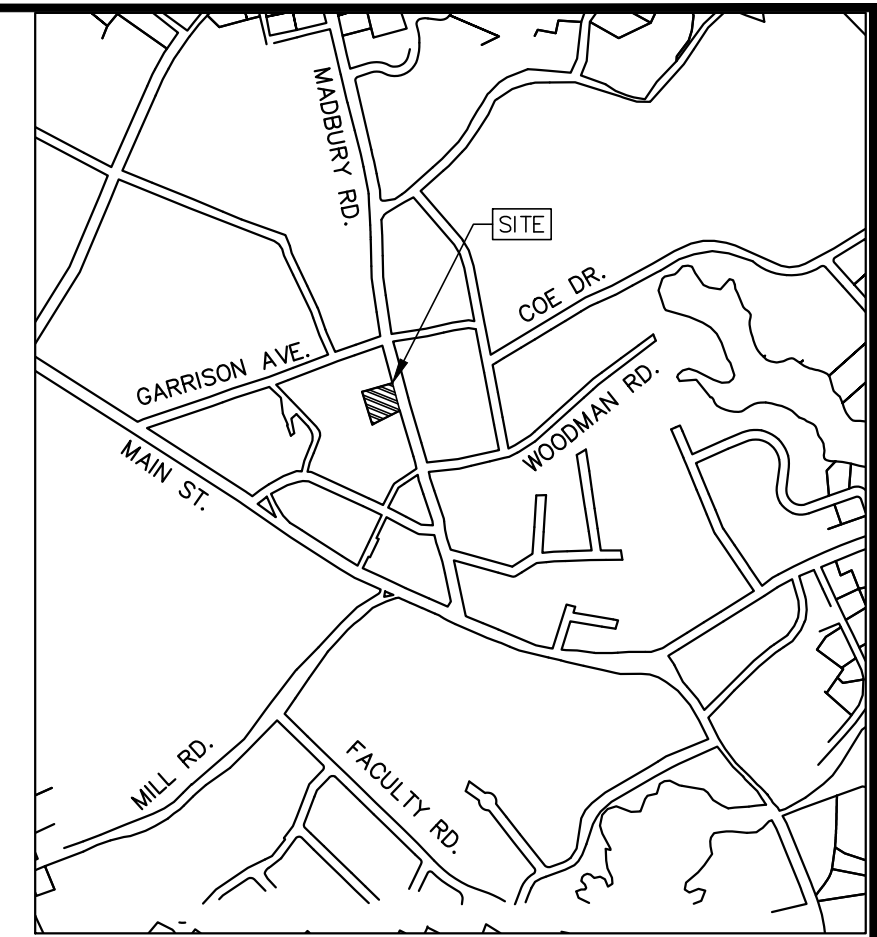 MADBURY RD.
SITE
COE DR.
GARRISON AVE.
WOODMAN RD.
MAIN ST.
MILL RD.
FACULTY RD.